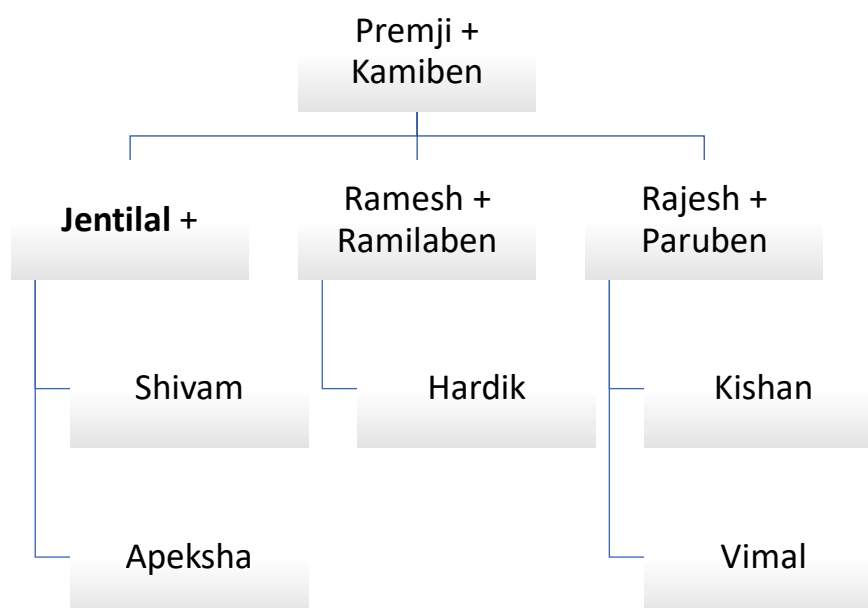 Premji +
Kamiben
Jentilal +
Ramesh +
Ramilaben
Rajesh +
Paruben
Shivam
Hardik
Kishan
Apeksha
Vimal